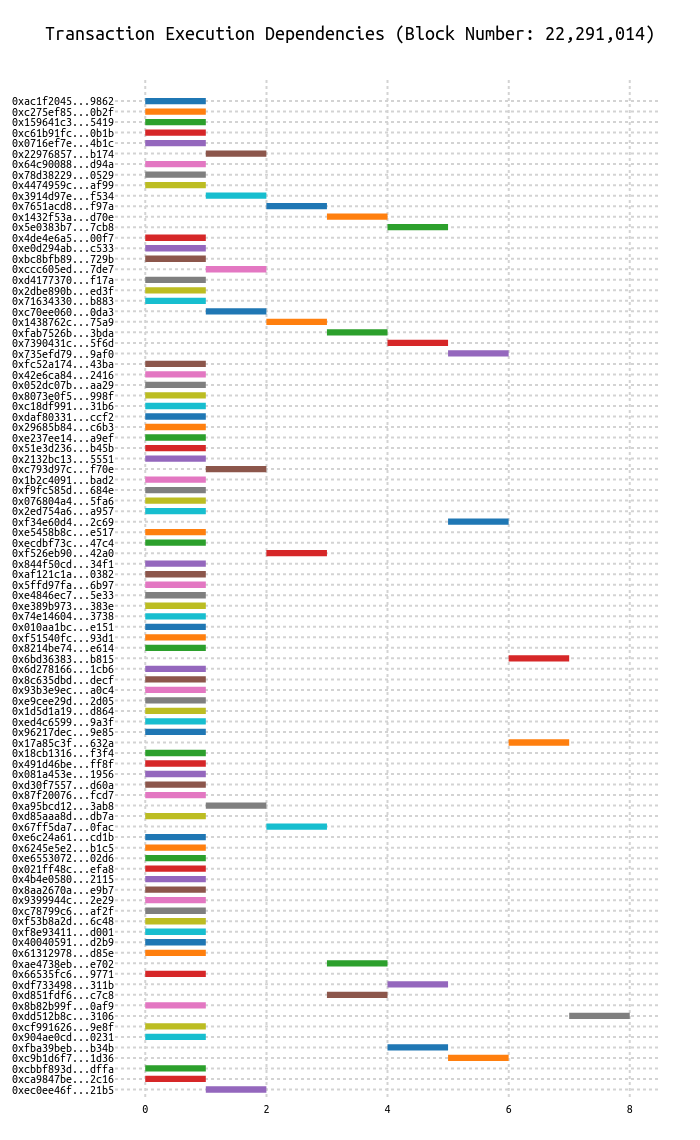 Transaction Execution Dependencies (Block Number: 22,291,014)
0xac1f2045...9862
0xc275ef85...0b2f
0x159641c3...5419
0xc61b91fc...0b1b
0x0716ef7e...4b1c
0x22976857...b174
0x64c90088...d94a
0x78d38229...0529
0x4474959c...af99
0x3914d97e...f534
0x7651acd8...f97a
0x1432f53a...d70e
0x5e0383b7...7cb8
0x4de4e6a5...00f7
0xe0d294ab...c533
0xbc8bfb89...729b
0xccc605ed...7de7
0xd4177370...f17a
0x2dbe890b...ed3f
0x71634330...b883
0xc70ee060...0da3
0x1438762c...75a9
0xfab7526b...3bda
0x7390431c...5f6d
0x735efd79...9af0
0xfc52a174...43ba
0x42e6ca84...2416
0x052dc07b...aa29
0x8073e0f5...998f
0xc18df991...31b6
0xdaf80331...ccf2
0x29685b84...c6b3
0xe237ee14...a9ef
0x51e3d236...b45b
0x2132bc13...5551
0xc793d97c...f70e
0x1b2c4091...bad2
0xf9fc585d...684e
0x076804a4...5fa6
0x2ed754a6...a957
0xf34e60d4...2c69
0xe5458b8c...e517
0xecdbf73c...47c4
0xf526eb90...42a0
0x844f50cd...34f1
0xaf121c1a...0382
0x5ffd97fa...6b97
0xe4846ec7...5e33
0xe389b973...383e
0x74e14604...3738
0x010aa1bc...e151
0xf51540fc...93d1
0x8214be74...e614
0x6bd36383...b815
0x6d278166...1cb6
0x8c635dbd...decf
0x93b3e9ec...a0c4
0xe9cee29d...2d05
0x1d5d1a19...d864
0xed4c6599...9a3f
0x96217dec...9e85
0x17a85c3f...632a
0x18cb1316...f3f4
0x491d46be...ff8f
0x081a453e...1956
0xd30f7557...d60a
0x87f20076...fcd7
0xa95bcd12...3ab8
0xd85aaa8d...db7a
0x67ff5da7...0fac
0xe6c24a61...cd1b
0x6245e5e2...b1c5
0xe6553072...02d6
0x021ff48c...efa8
0x4b4e0580...2115
0x8aa2670a...e9b7
0x9399944c...2e29
0xc78799c6...af2f
0xf53b8a2d...6c48
0xf8e93411...d001
0x40040591...d2b9
0x61312978...d85e
0xae4738eb...e702
0x66535fc6...9771
0xdf733498...311b
0xd851fdf6...c7c8
0x8b82b99f...0af9
0xdd512b8c...3106
0xcf991626...9e8f
0x904ae0cd...0231
0xfba39beb...b34b
0xc9b1d6f7...1d36
0xcbbf893d...dffa
0xca9847be...2c16
0xec0ee46f...21b5
0 2 4 6 8